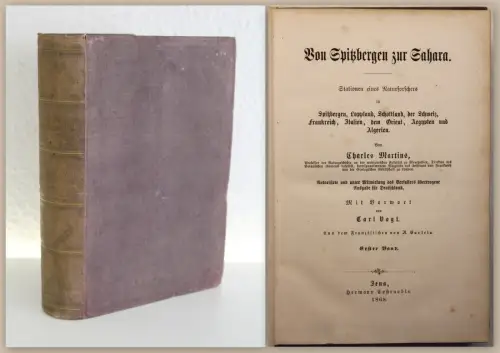 Von Spitzbergen zur Sahara.
Stationen eines Naturforschers
in
Spitzbergen, Lappland, Schottland, der Schweiz,
Frankreich, Italien, dem Orient, Aegypten und
Algerien.
Von
Charles Martins,
Autorisirte und unter Mitwirkung des Verfassers übertragene
Ausgabe für Deutschland.
Mit Vorwort
von
Carl Vogt.
Aus dem Französischen von A. Bartels.
Erster Band.
Jena,
Hermann Costenoble.
1868.